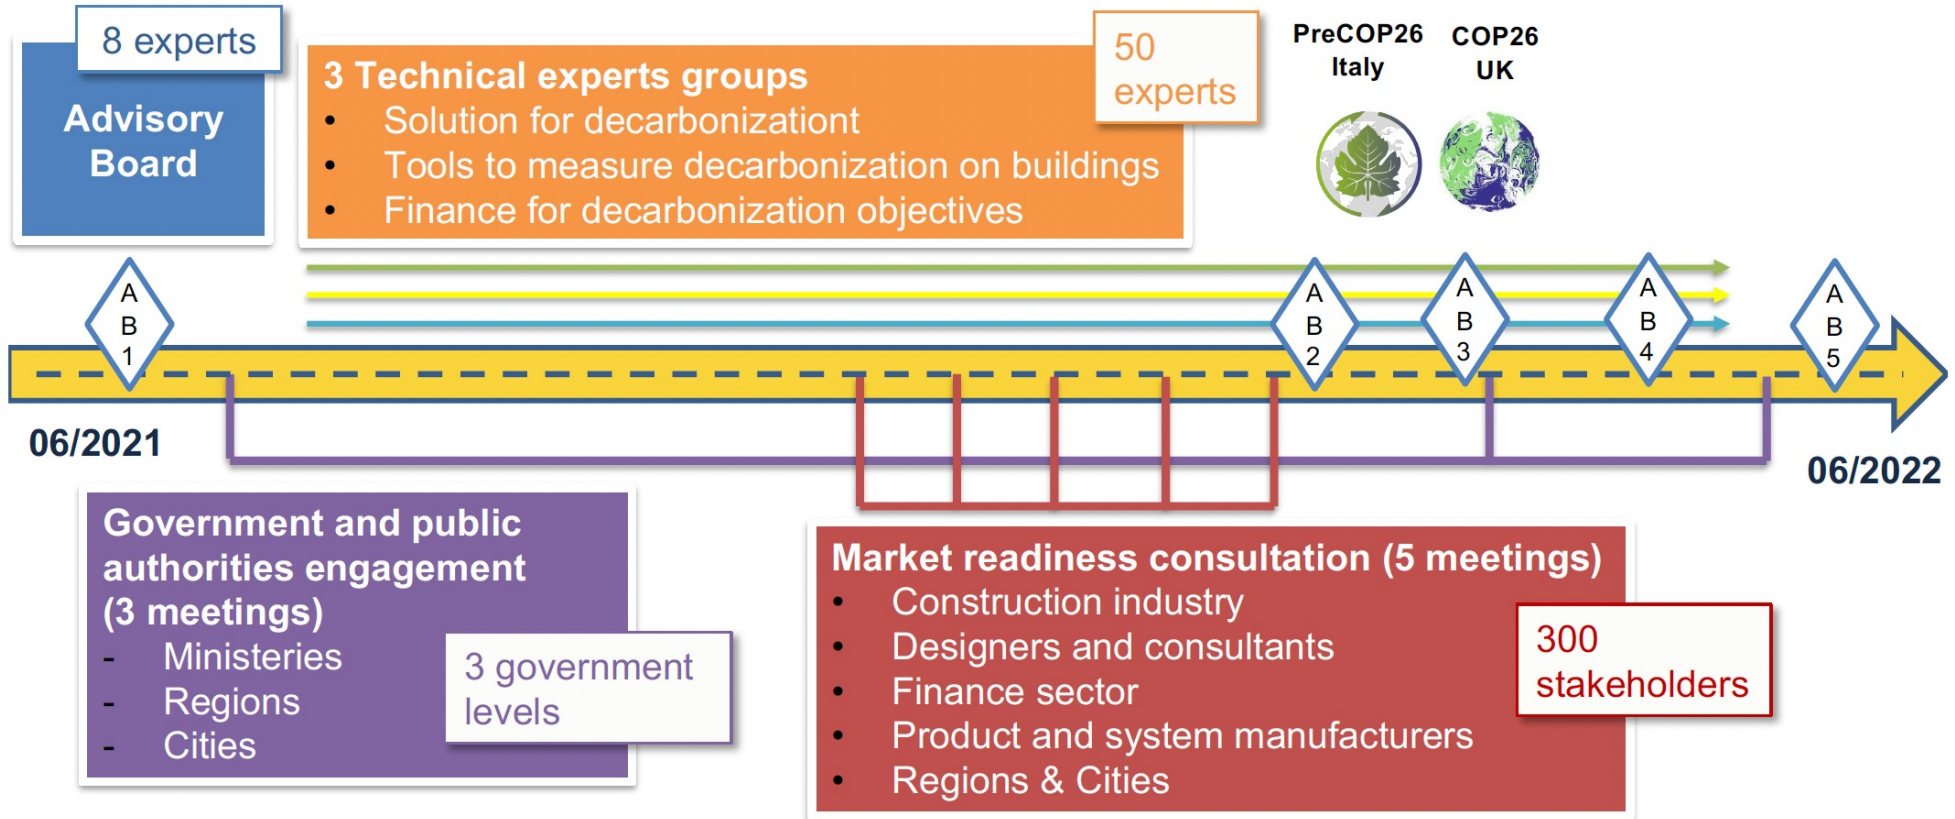 8 experts
Advisory
Board
3 Technical experts groups
• Solution for decarbonizationt
• Tools to measure decarbonization on buildings
• Finance for decarbonization objectives
50
experts
PreCOP26
Italy
COP26
UK
A
B
1
A
B
2
A
B
3
A
B
4
A
B
5
06/2021
06/2022
Government and public
authorities engagement
(3 meetings)
- Ministeries
- Regions
- Cities
3 government
levels
Market readiness consultation (5 meetings)
• Construction industry
• Designers and consultants
• Finance sector
• Product and system manufacturers
• Regions & Cities
300
stakeholders